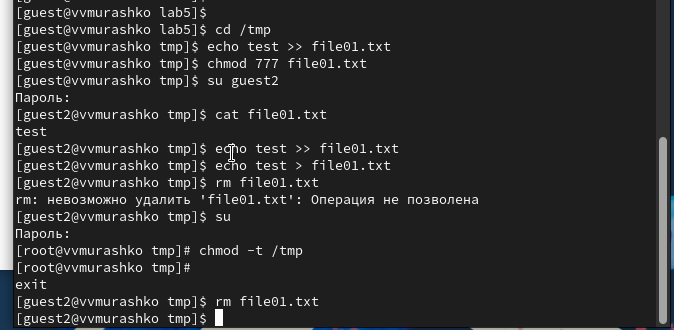 [guest@vvmurashko lab5]$
[guest@vvmurashko lab5]$ cd /tmp
[guest@vvmurashko tmp]$ echo test >> file01.txt
[guest@vvmurashko tmp]$ chmod 777 file01.txt
[guest@vvmurashko tmp]$ su guest2
Пароль:
[guest2@vvmurashko tmp]$ cat file01.txt
test
[guest2@vvmurashko tmp]$ echo test >> file01.txt
[guest2@vvmurashko tmp]$ echo test > file01.txt
[guest2@vvmurashko tmp]$ rm file01.txt
rm: невозможно удалить 'file01.txt': Операция не позволена
[guest2@vvmurashko tmp]$ su
Пароль:
[root@vvmurashko tmp]# chmod -t /tmp
[root@vvmurashko tmp]#
exit
[guest2@vvmurashko tmp]$ rm file01.txt
[guest2@vvmurashko tmp]$